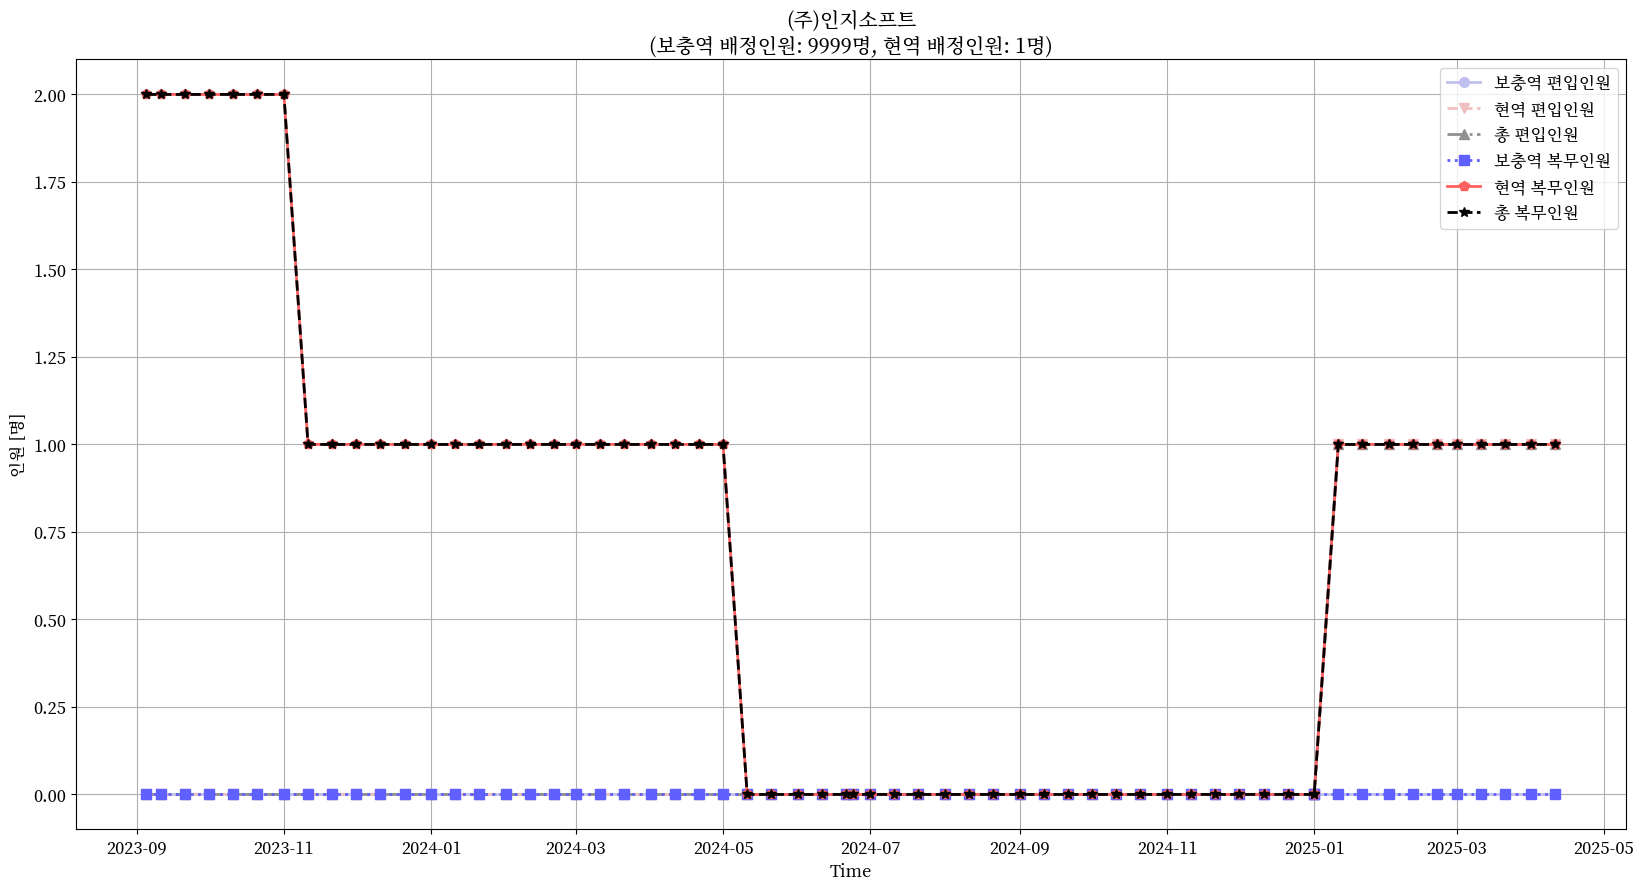 (주)인지소프트
(보충역 배정인원: 9999명, 현역 배정인원: 1명)
보충역 편입인원
현역 편입인원
총 편입인원
보충역 복무인원
현역 복무인원
총 복무인원
인원 [명]
2.00
1.75
1.50
1.25
1.00
0.75
0.50
0.25
0.00
2023-09 2023-11 2024-01 2024-03 2024-05 2024-07 2024-09 2024-11 2025-01 2025-03 2025-05
Time